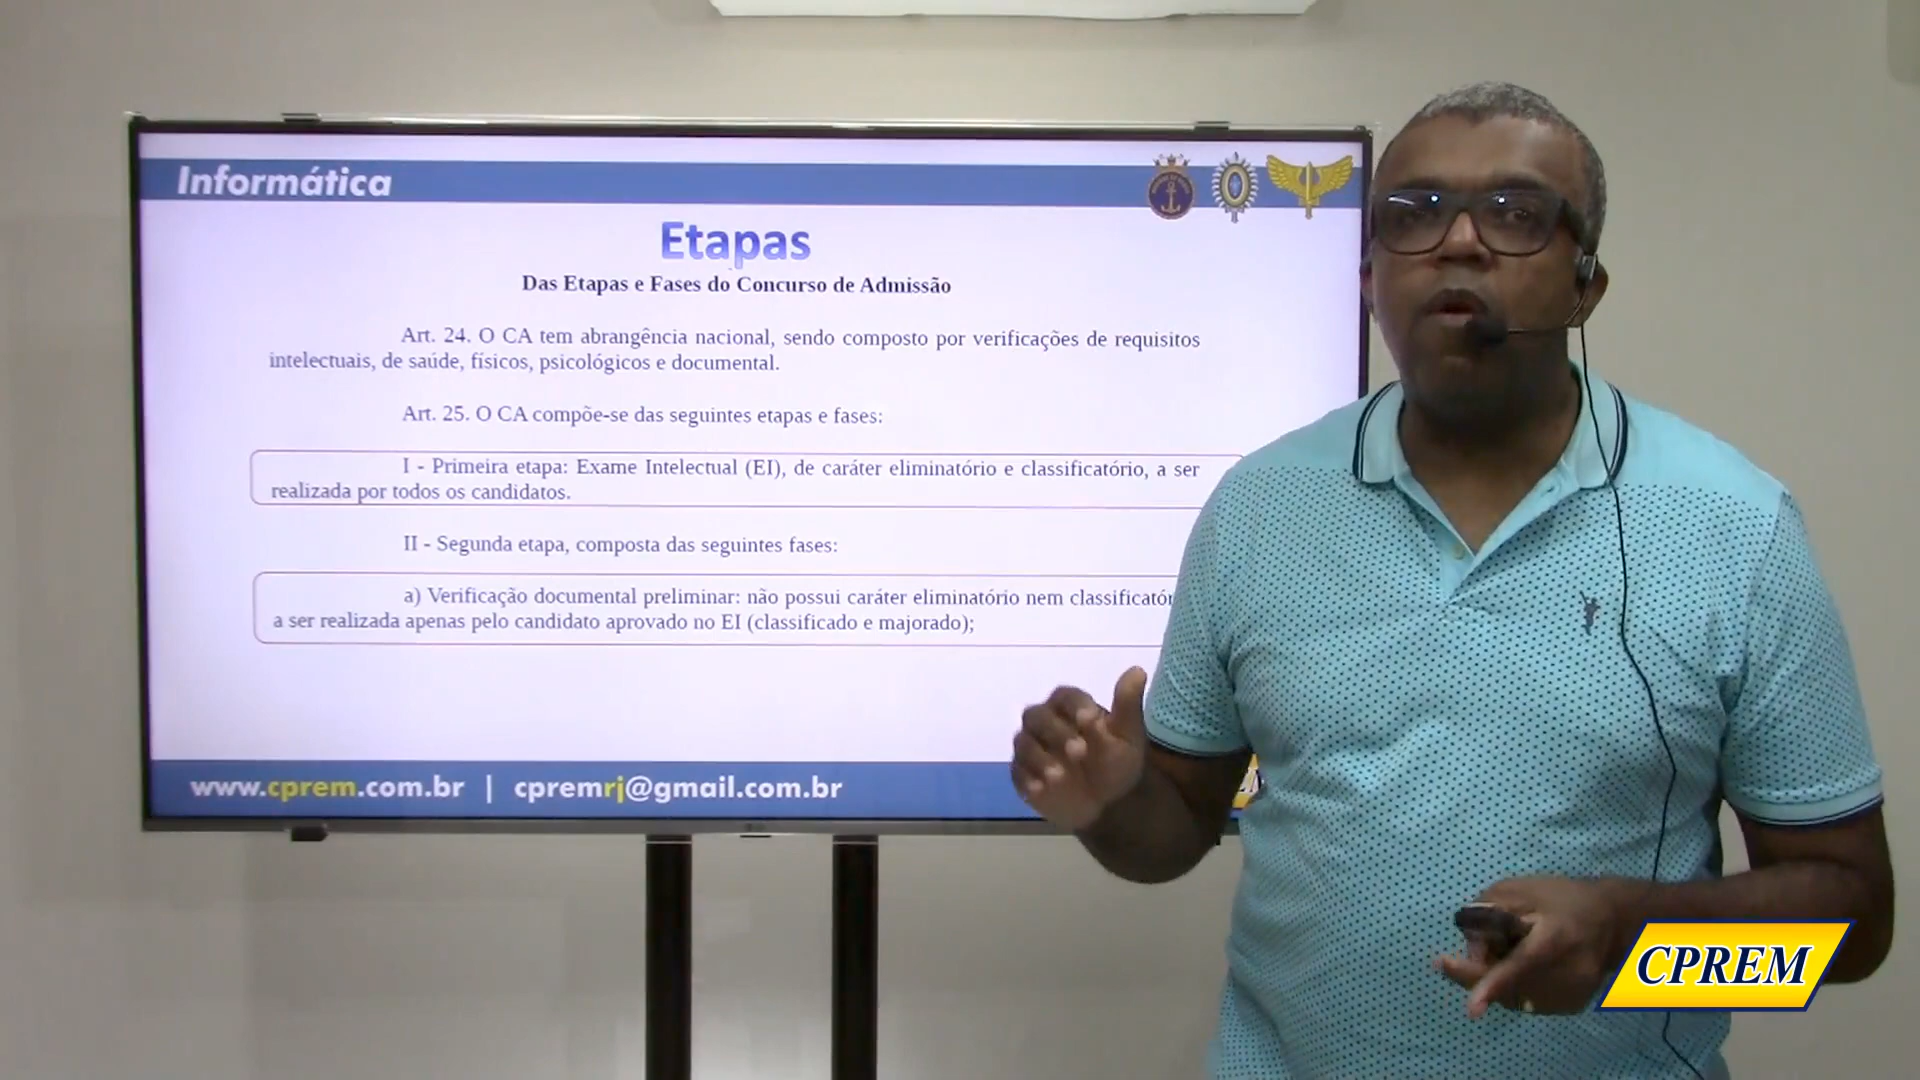 Informática
Etapas
Das Etapas e Fases do Concurso de Admissão
Art. 24. O CA tem abrangência nacional, sendo composto por verificações de requisitos
intelectuais, de saúde, físicos, psicológicos e documental.
Art. 25. O CA compõe-se das seguintes etapas e fases:
I - Primeira etapa: Exame Intelectual (EI), de caráter eliminatório e classificatório, a ser
realizada por todos os candidatos.
II - Segunda etapa, composta das seguintes fases:
a) Verificação documental preliminar: não possui caráter eliminatório nem
a ser realizada apenas pelo candidato aprovado no EI (classificado e majorado);
www.cprem.com.br | cpremrj@gmail.com.br
CPREM